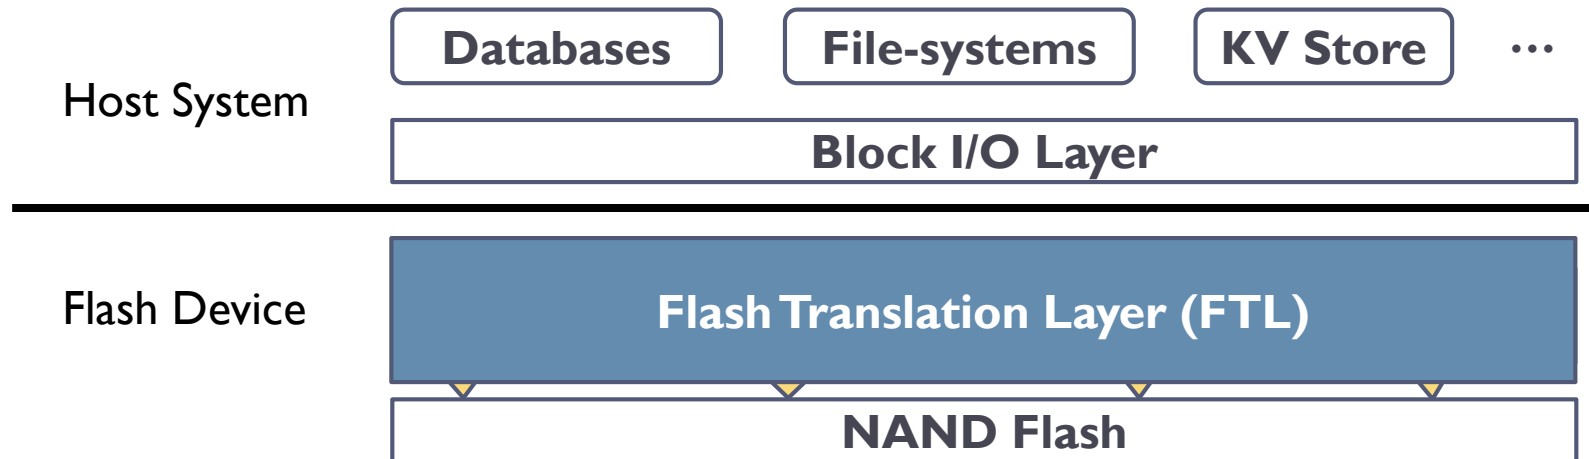 Databases File-systems KV Store ...
Host System
Block I/O Layer
Flash Device
Flash Translation Layer (FTL)
NAND Flash